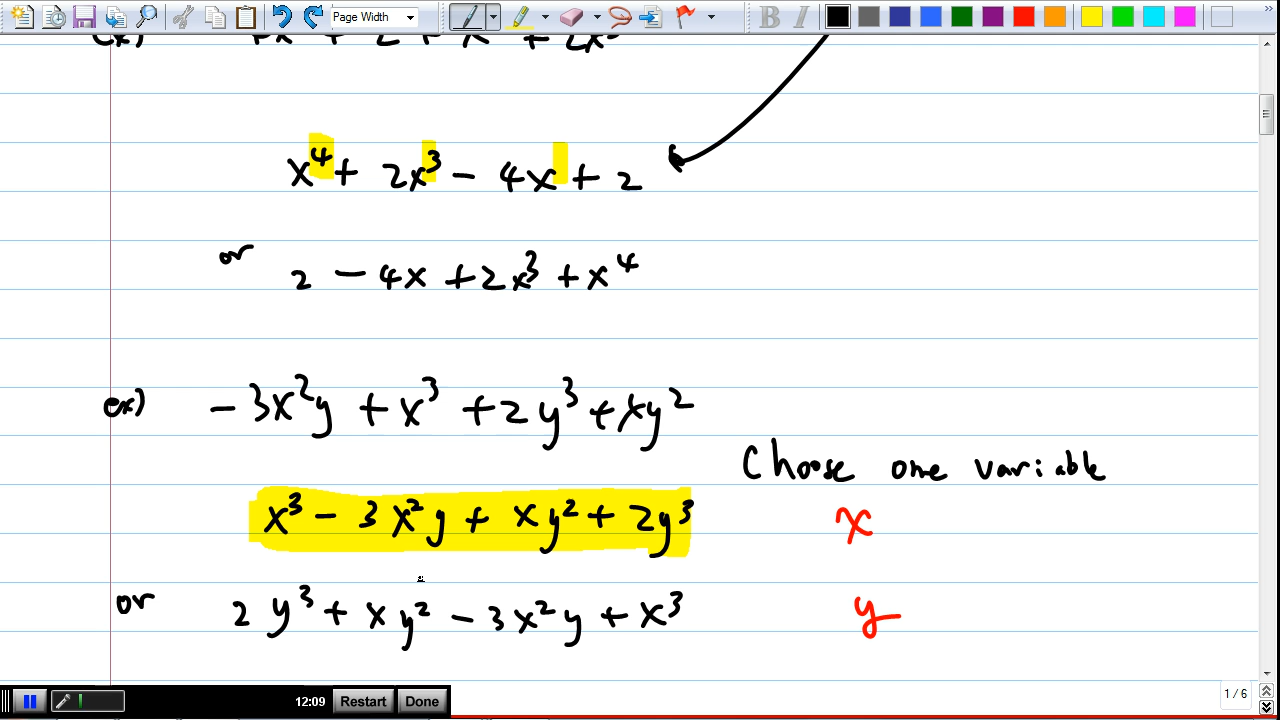 Page Width
B I
x⁴ + 2x³ - 4x + 2
or 2 - 4x + 2x³ + x⁴
ex) - 3x²y + x³ + 2y³ + xy²
Choose one variable
x³ - 3x²y + xy² + 2y³ x
or 2y³ + xy² - 3x²y + x³ y
12:09 Restart Done
1 / 6